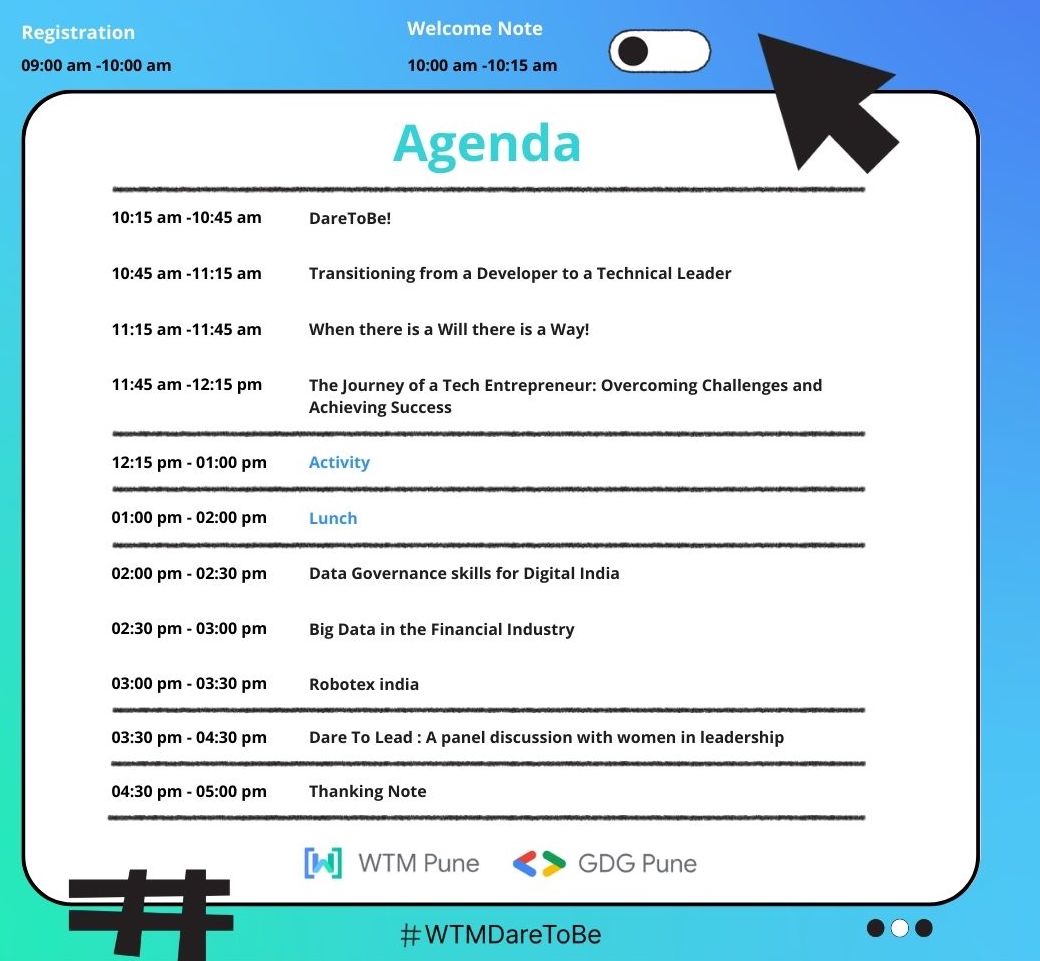 Registration
Welcome Note
09:00 am -10:00 am
10:00 am -10:15 am
Agenda
10:15 am -10:45 am DareToBe!
10:45 am -11:15 am Transitioning from a Developer to a Technical Leader
11:15 am -11:45 am When there is a Will there is a Way!
11:45 am -12:15 pm The Journey of a Tech Entrepreneur: Overcoming Challenges and
Achieving Success
12:15 pm - 01:00 pm Activity
01:00 pm - 02:00 pm Lunch
02:00 pm - 02:30 pm Data Governance skills for Digital India
02:30 pm - 03:00 pm Big Data in the Financial Industry
03:00 pm - 03:30 pm Robotex india
03:30 pm - 04:30 pm Dare To Lead : A panel discussion with women in leadership
04:30 pm - 05:00 pm Thanking Note
WTM Pune GDG Pune
#WTMDareToBe